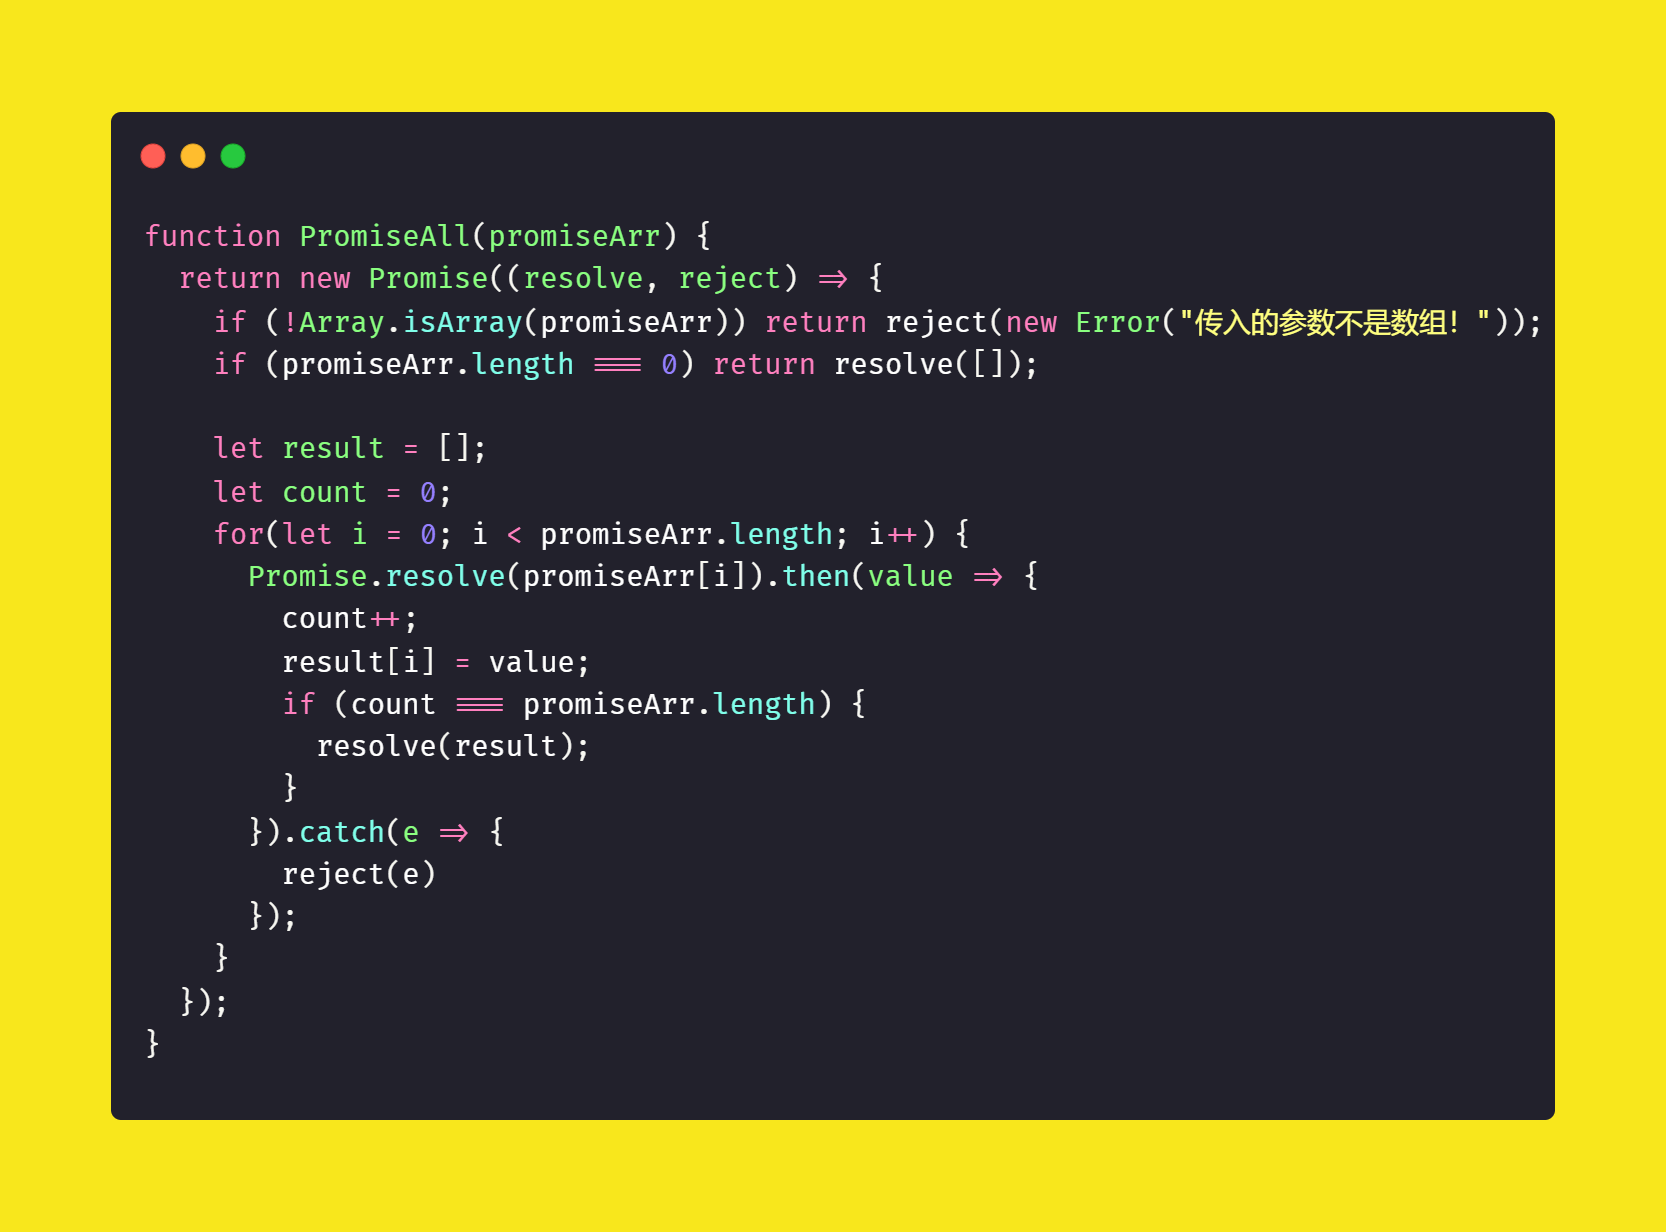 function PromiseAll(promiseArr) {
  return new Promise((resolve, reject) => {
    if (!Array.isArray(promiseArr)) return reject(new Error("传入的参数不是数组！"));
    if (promiseArr.length === 0) return resolve([]);

    let result = [];
    let count = 0;
    for(let i = 0; i < promiseArr.length; i++) {
      Promise.resolve(promiseArr[i]).then(value => {
        count++;
        result[i] = value;
        if (count === promiseArr.length) {
          resolve(result);
        }
      }).catch(e => {
        reject(e)
      });
    }
  });
}